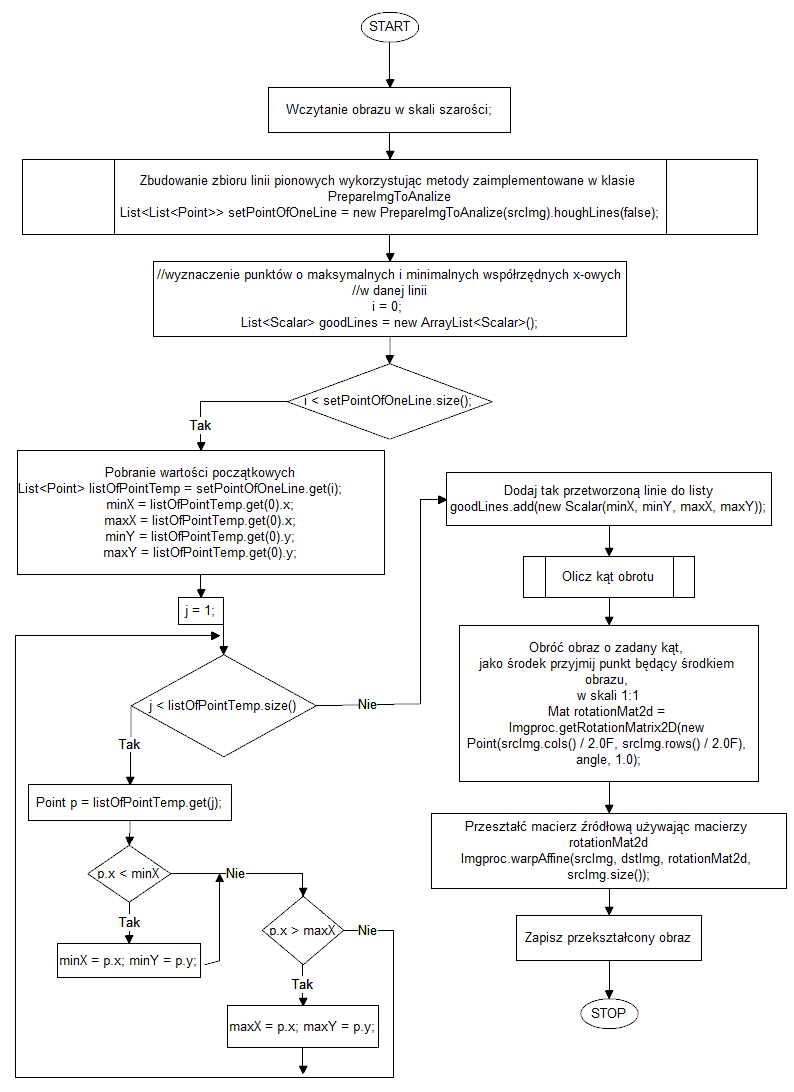 START
Wczytanie obrazu w skali szarości;
Zbudowanie zbioru linii pionowych wykorzystując metody zaimplementowane w klasie
PrepareImgToAnalize
List<List<Point>> setPointOfOneLine = new PrepareImgToAnalize(srcImg).houghLines(false);
//wyznaczenie punktów o maksymalnych i minimalnych współrzędnych x-owych
//w danej linii
i = 0;
List<Scalar> goodLines = new ArrayList<Scalar>();
i < setPointOfOneLine.size();
Tak
Pobranie wartości początkowych
List<Point> listOfPointTemp = setPointOfOneLine.get(i);
minX = listOfPointTemp.get(0).x;
maxX = listOfPointTemp.get(0).x;
minY = listOfPointTemp.get(0).y;
maxY = listOfPointTemp.get(0).y;
j = 1;
j < listOfPointTemp.size()
Nie
Tak
Point p = listOfPointTemp.get(j);
p.x < minX
Nie
Tak
minX = p.x; minY = p.y;
p.x > maxX
Nie
Tak
maxX = p.x; maxY = p.y;
Dodaj tak przetworzoną linie do listy
goodLines.add(new Scalar(minX, minY, maxX, maxY));
Olicz kąt obrotu
Obróć obraz o zadany kąt,
jako środek przyjmij punkt będący środkiem
obrazu,
w skali 1:1
Mat rotationMat2d =
Imgproc.getRotationMatrix2D(new
Point(srcImg.cols() / 2.0F, srcImg.rows() / 2.0F),
angle, 1.0);
Przeształć macierz źródłową używając macierzy
rotationMat2d
Imgproc.warpAffine(srcImg, dstImg, rotationMat2d,
srcImg.size());
Zapisz przekształcony obraz
STOP